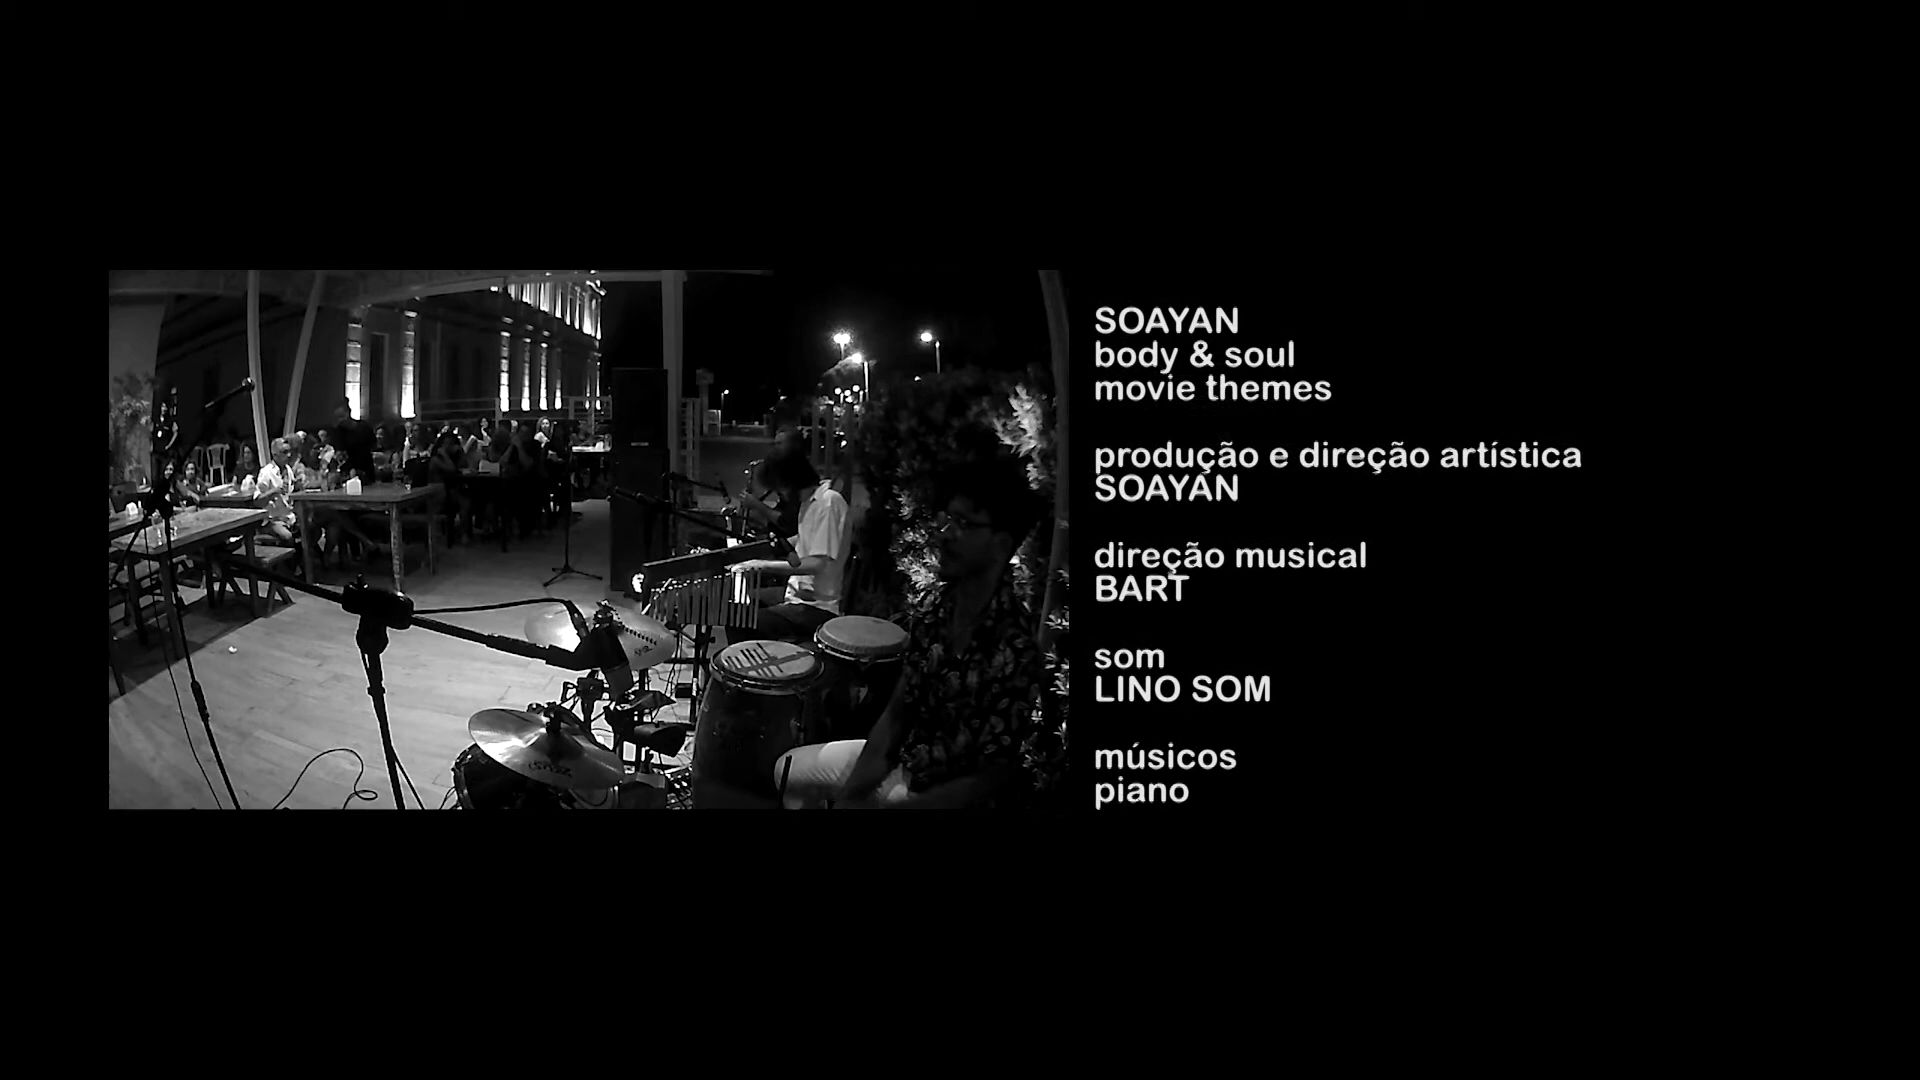 SOAYAN
body & soul
movie themes
produção e direção artística
SOAYAN
direção musical
BART
som
LINO SOM
músicos
piano